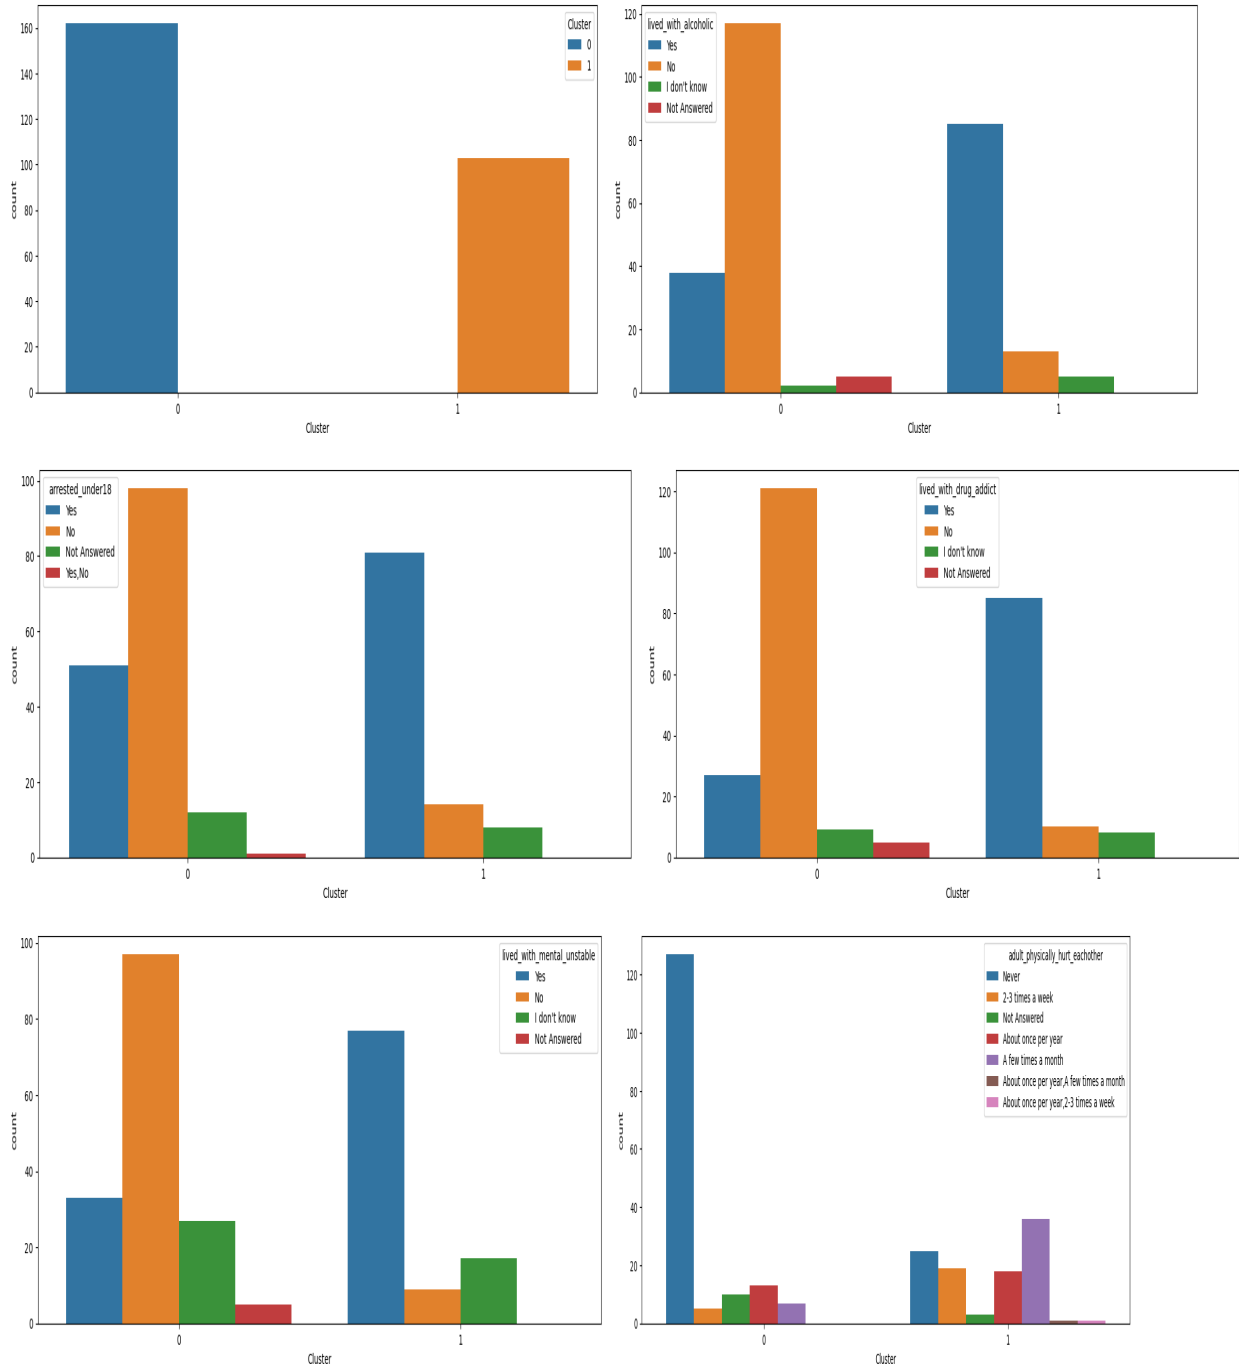 160
140
120
100
80
60
40
20
0
count
0
1
Cluster
Cluster
0
1
120
100
80
60
40
20
0
count
0
1
Cluster
lived_with_alcoholic
Yes
No
I don't know
Not Answered
100
80
60
40
20
0
count
0
1
Cluster
arrested_under18
Yes
No
Not Answered
Yes,No
120
100
80
60
40
20
0
count
0
1
Cluster
lived_with_drug_addict
Yes
No
I don't know
Not Answered
100
80
60
40
20
0
count
0
1
Cluster
lived_with_mental_unstable
Yes
No
I don't know
Not Answered
120
100
80
60
40
20
0
count
0
1
Cluster
adult_physically_hurt_eachother
Never
2-3 times a week
Not Answered
About once per year
A few times a month
About once per year,A few times a month
About once per year,2-3 times a week